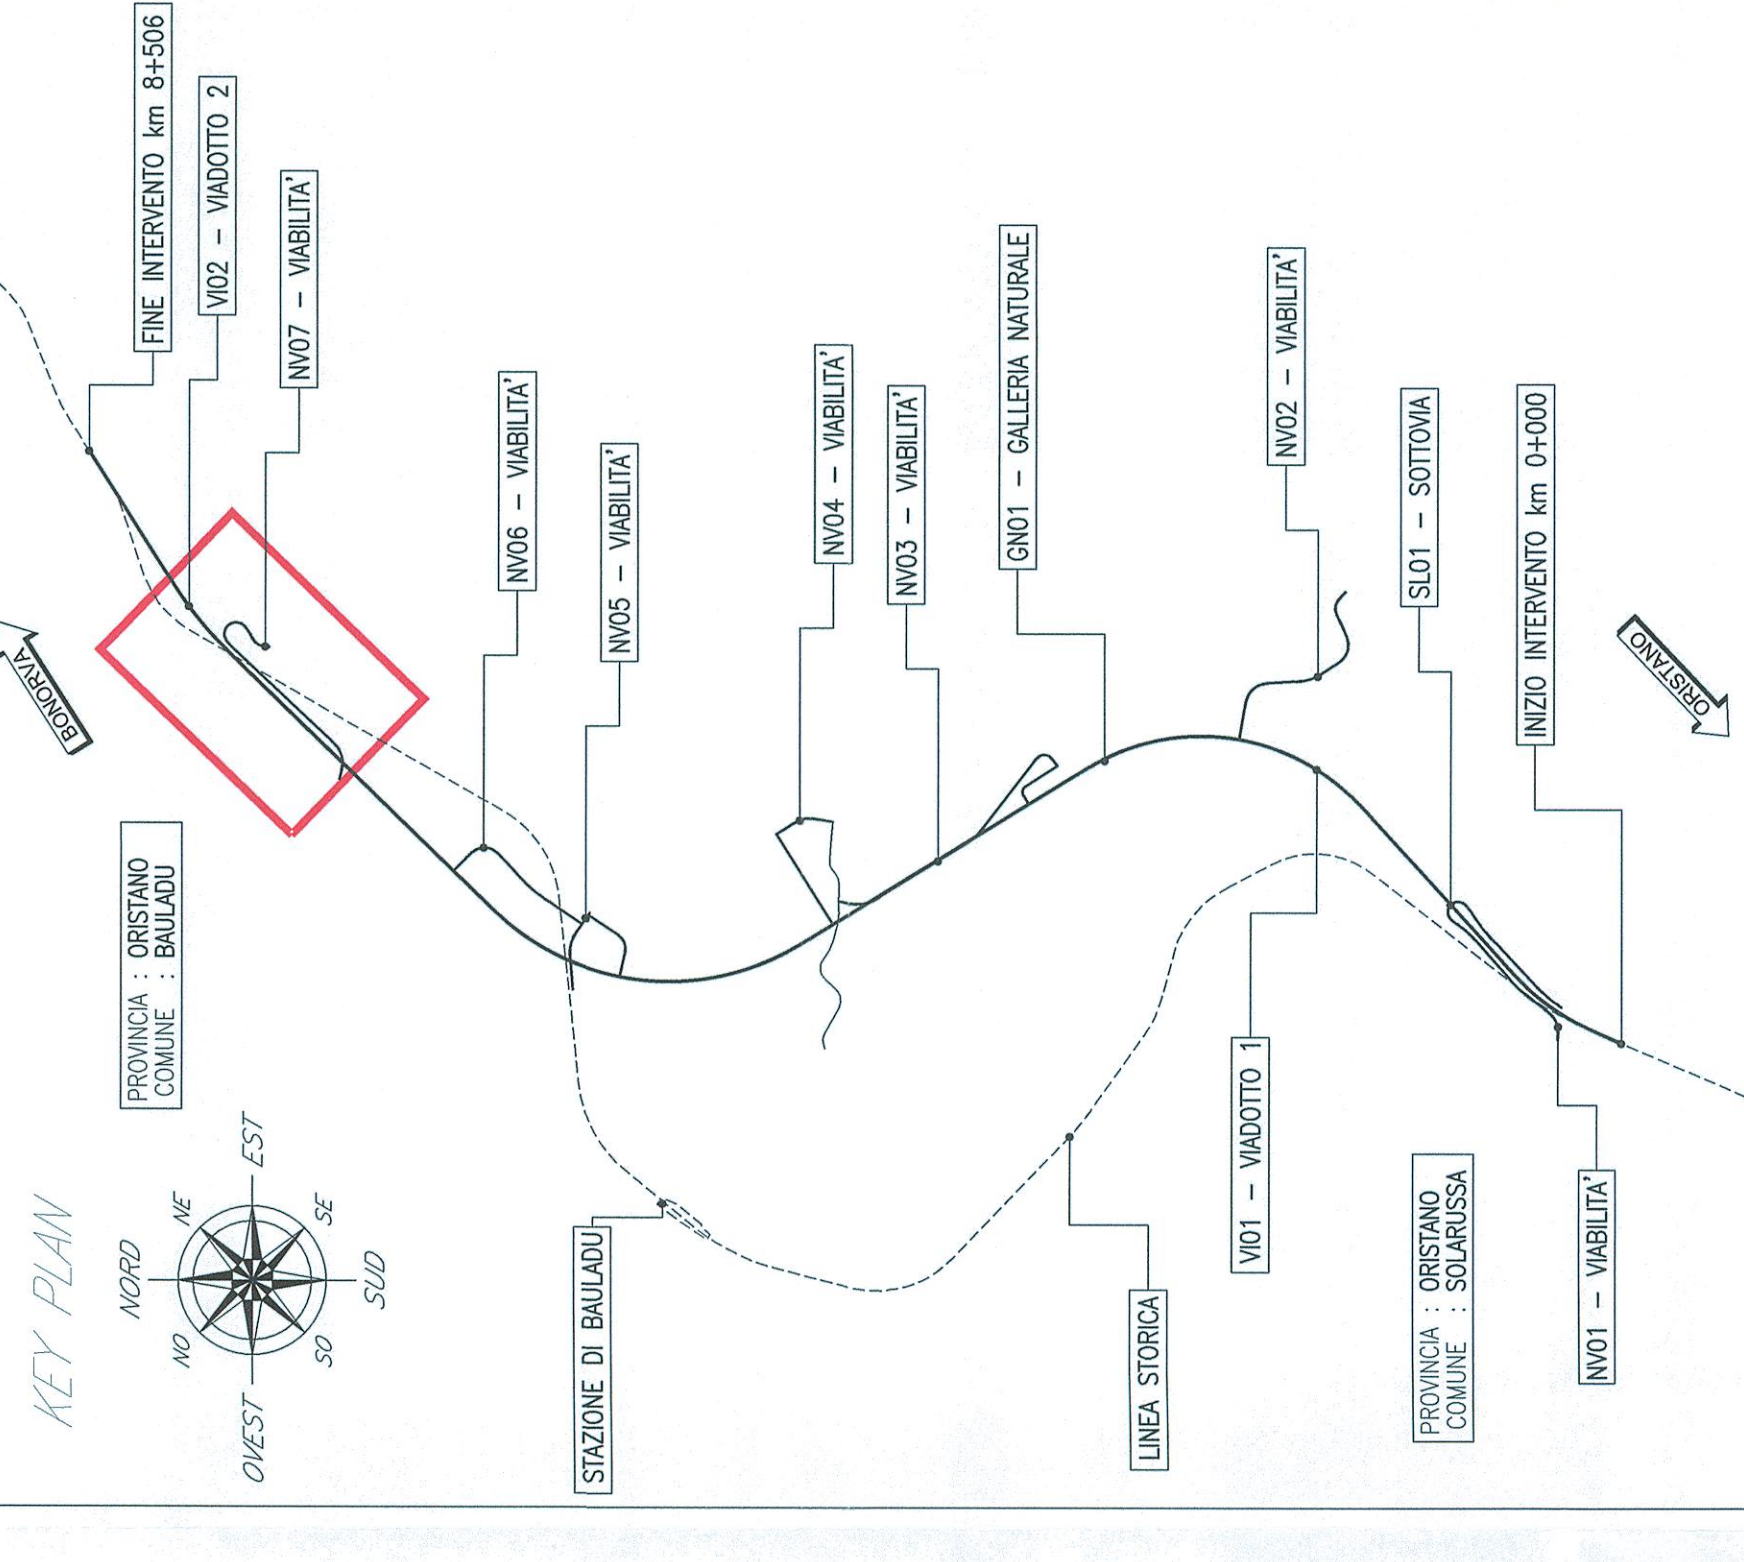 KEY PLAN
NORD
NE
EST
SE
SUD
SO
OVEST
NO
PROVINCIA : ORISTANO
COMUNE : BAULADU
BONORVA
FINE INTERVENTO km 8+506
VI02 - VIADOTTO 2
NV07 - VIABILITA'
NV06 - VIABILITA'
NV05 - VIABILITA'
STAZIONE DI BAULADU
NV04 - VIABILITA'
NV03 - VIABILITA'
GN01 - GALLERIA NATURALE
LINEA STORICA
VI01 - VIADOTTO 1
NV02 - VIABILITA'
SL01 - SOTTOVIA
PROVINCIA : ORISTANO
COMUNE : SOLARUSSA
INIZIO INTERVENTO km 0+000
NV01 - VIABILITA'
ORISTANO